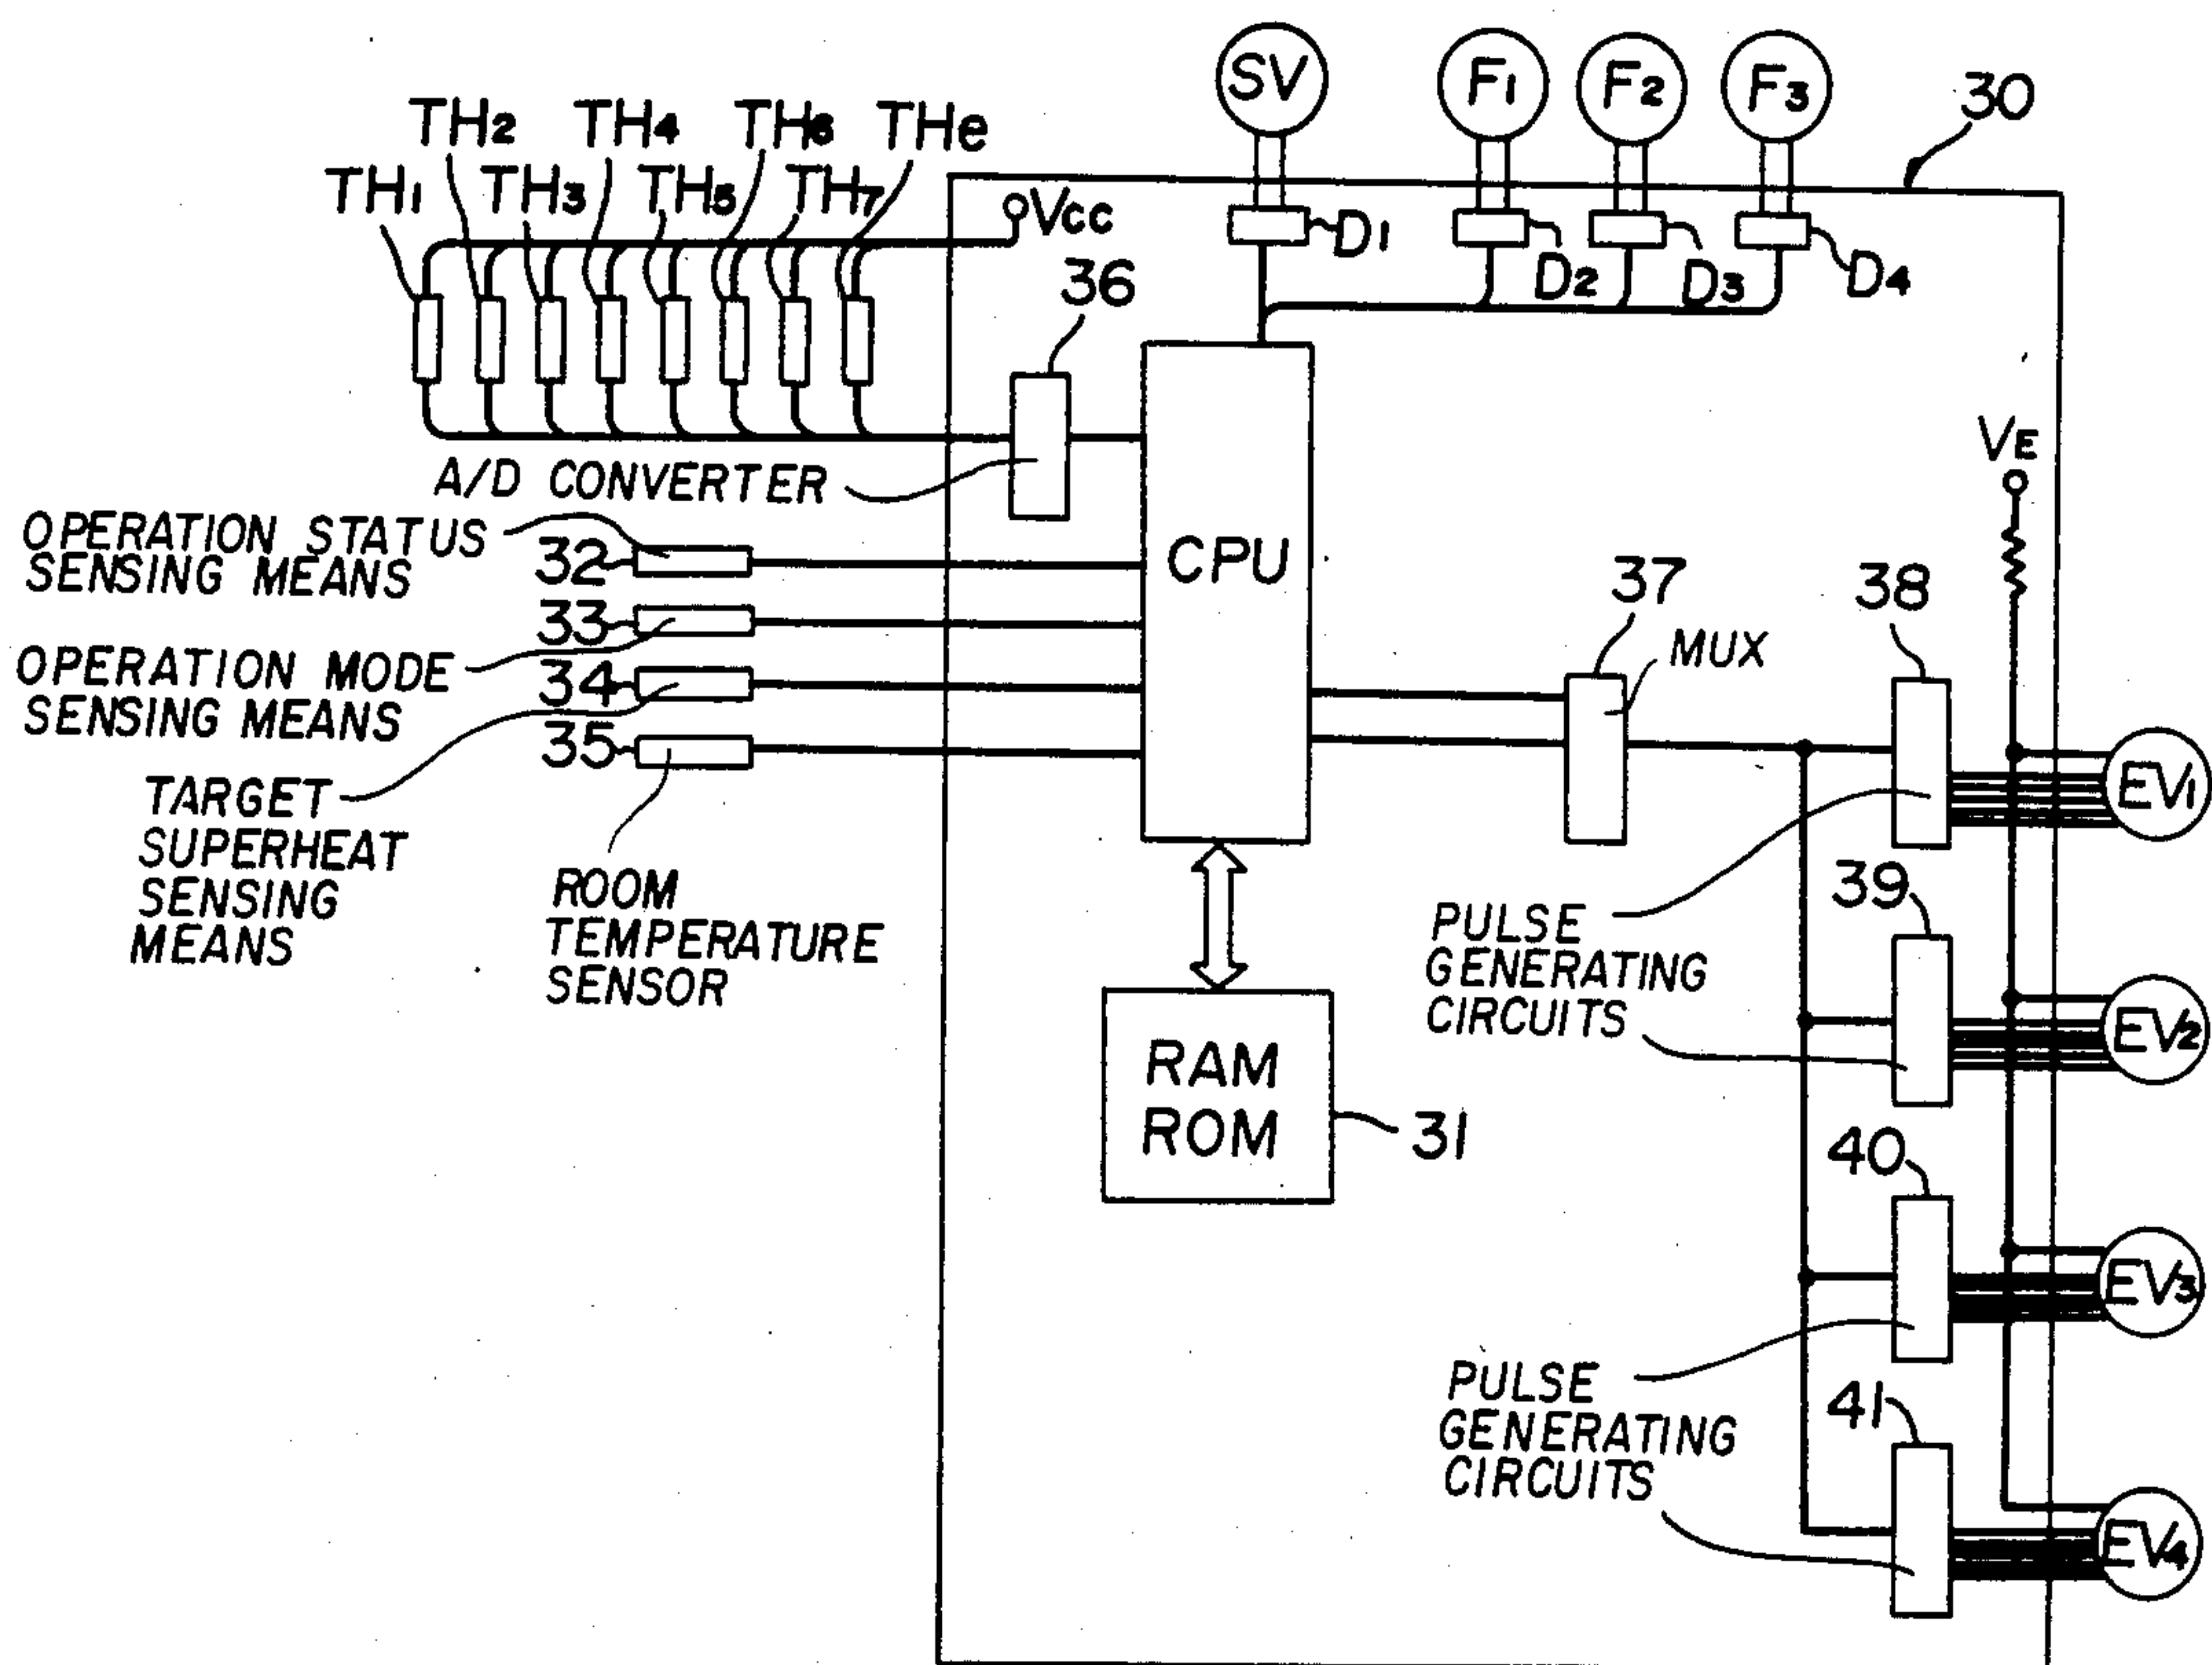 SV
F1
F2
F3
30
TH2
TH4
TH6
THe
TH1
TH3
TH5
TH7
Vcc
D1
D2
D3
D4
36
VE
A/D CONVERTER
OPERATION STATUS
SENSING MEANS
32
CPU
33
37
38
OPERATION MODE
SENSING MEANS
34
MUX
35
EV1
TARGET
SUPERHEAT
SENSING
MEANS
ROOM
TEMPERATURE
SENSOR
39
PULSE
GENERATING
CIRCUITS
EV2
RAM
ROM
31
40
EV3
PULSE
GENERATING
CIRCUITS
41
EV4